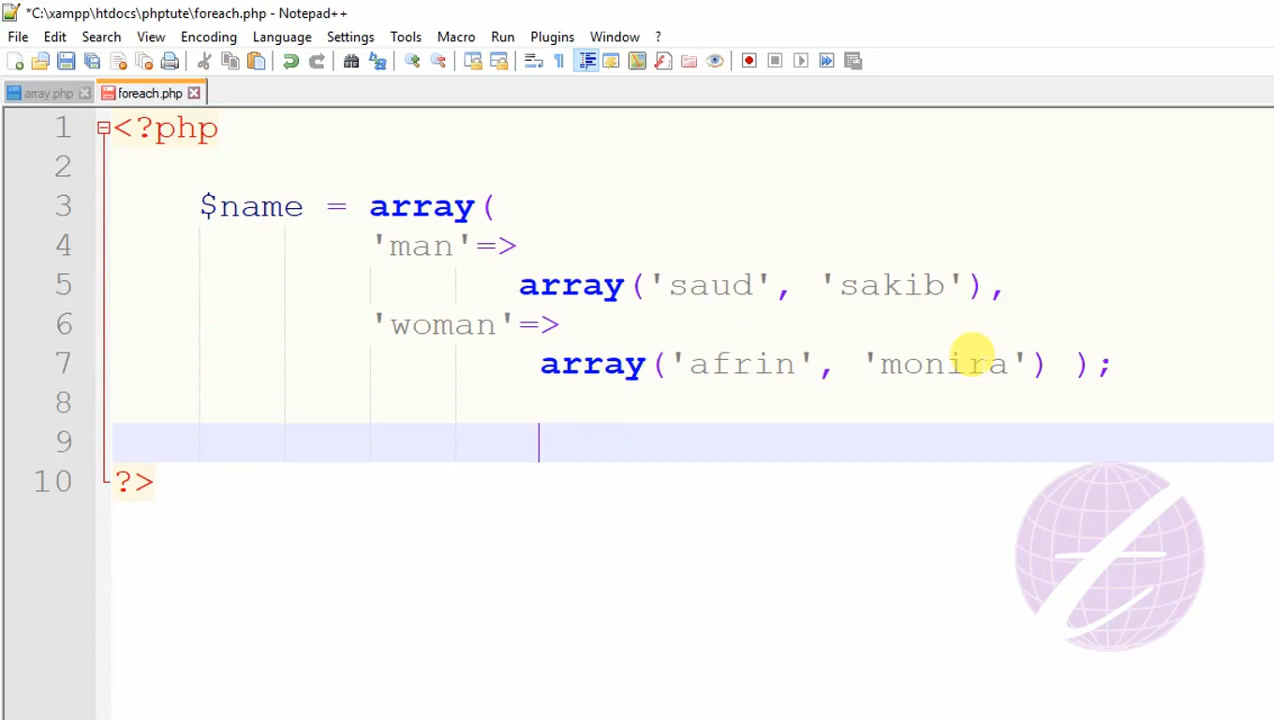 *C:\xampp\htdocs\phptute\foreach.php - Notepad++
File Edit Search View Encoding Language Settings Tools Macro Run Plugins Window ?
array.php foreach.php
1 <?php
2
3 $name = array(
4 'man'=>
5 array('saud', 'sakib'),
6 'woman'=>
7 array('afrin', 'monira') );
8
9
10 ?>